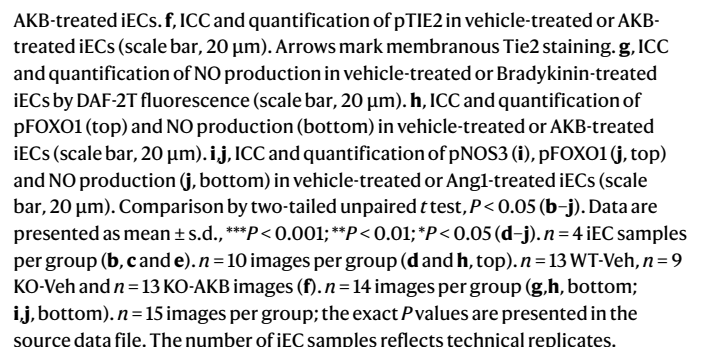 AKB-treated iECs. f, ICC and quantification of pTIE2 in vehicle-treated or AKB-
treated iECs (scale bar, 20 μm). Arrows mark membranous Tie2 staining. g, ICC
and quantification of NO production in vehicle-treated or Bradykinin-treated
iECs by DAF-2T fluorescence (scale bar, 20 μm). h, ICC and quantification of
pFOXO1 (top) and NO production (bottom) in vehicle-treated or AKB-treated
iECs (scale bar, 20 μm). i,j, ICC and quantification of pNOS3 (i), pFOXO1 (j, top)
and NO production (j, bottom) in vehicle-treated or Ang1-treated iECs (scale
bar, 20 μm). Comparison by two-tailed unpaired t test, P < 0.05 (b–j). Data are
presented as mean ± s.d., ***P < 0.001; **P < 0.01; *P < 0.05 (d–j). n = 4 iEC samples
per group (b, c and e). n = 10 images per group (d and h, top). n = 13 WT-Veh, n = 9
KO-Veh and n = 13 KO-AKB images (f). n = 14 images per group (g,h, bottom;
i,j, bottom). n = 15 images per group; the exact P values are presented in the
source data file. The number of iEC samples reflects technical replicates.